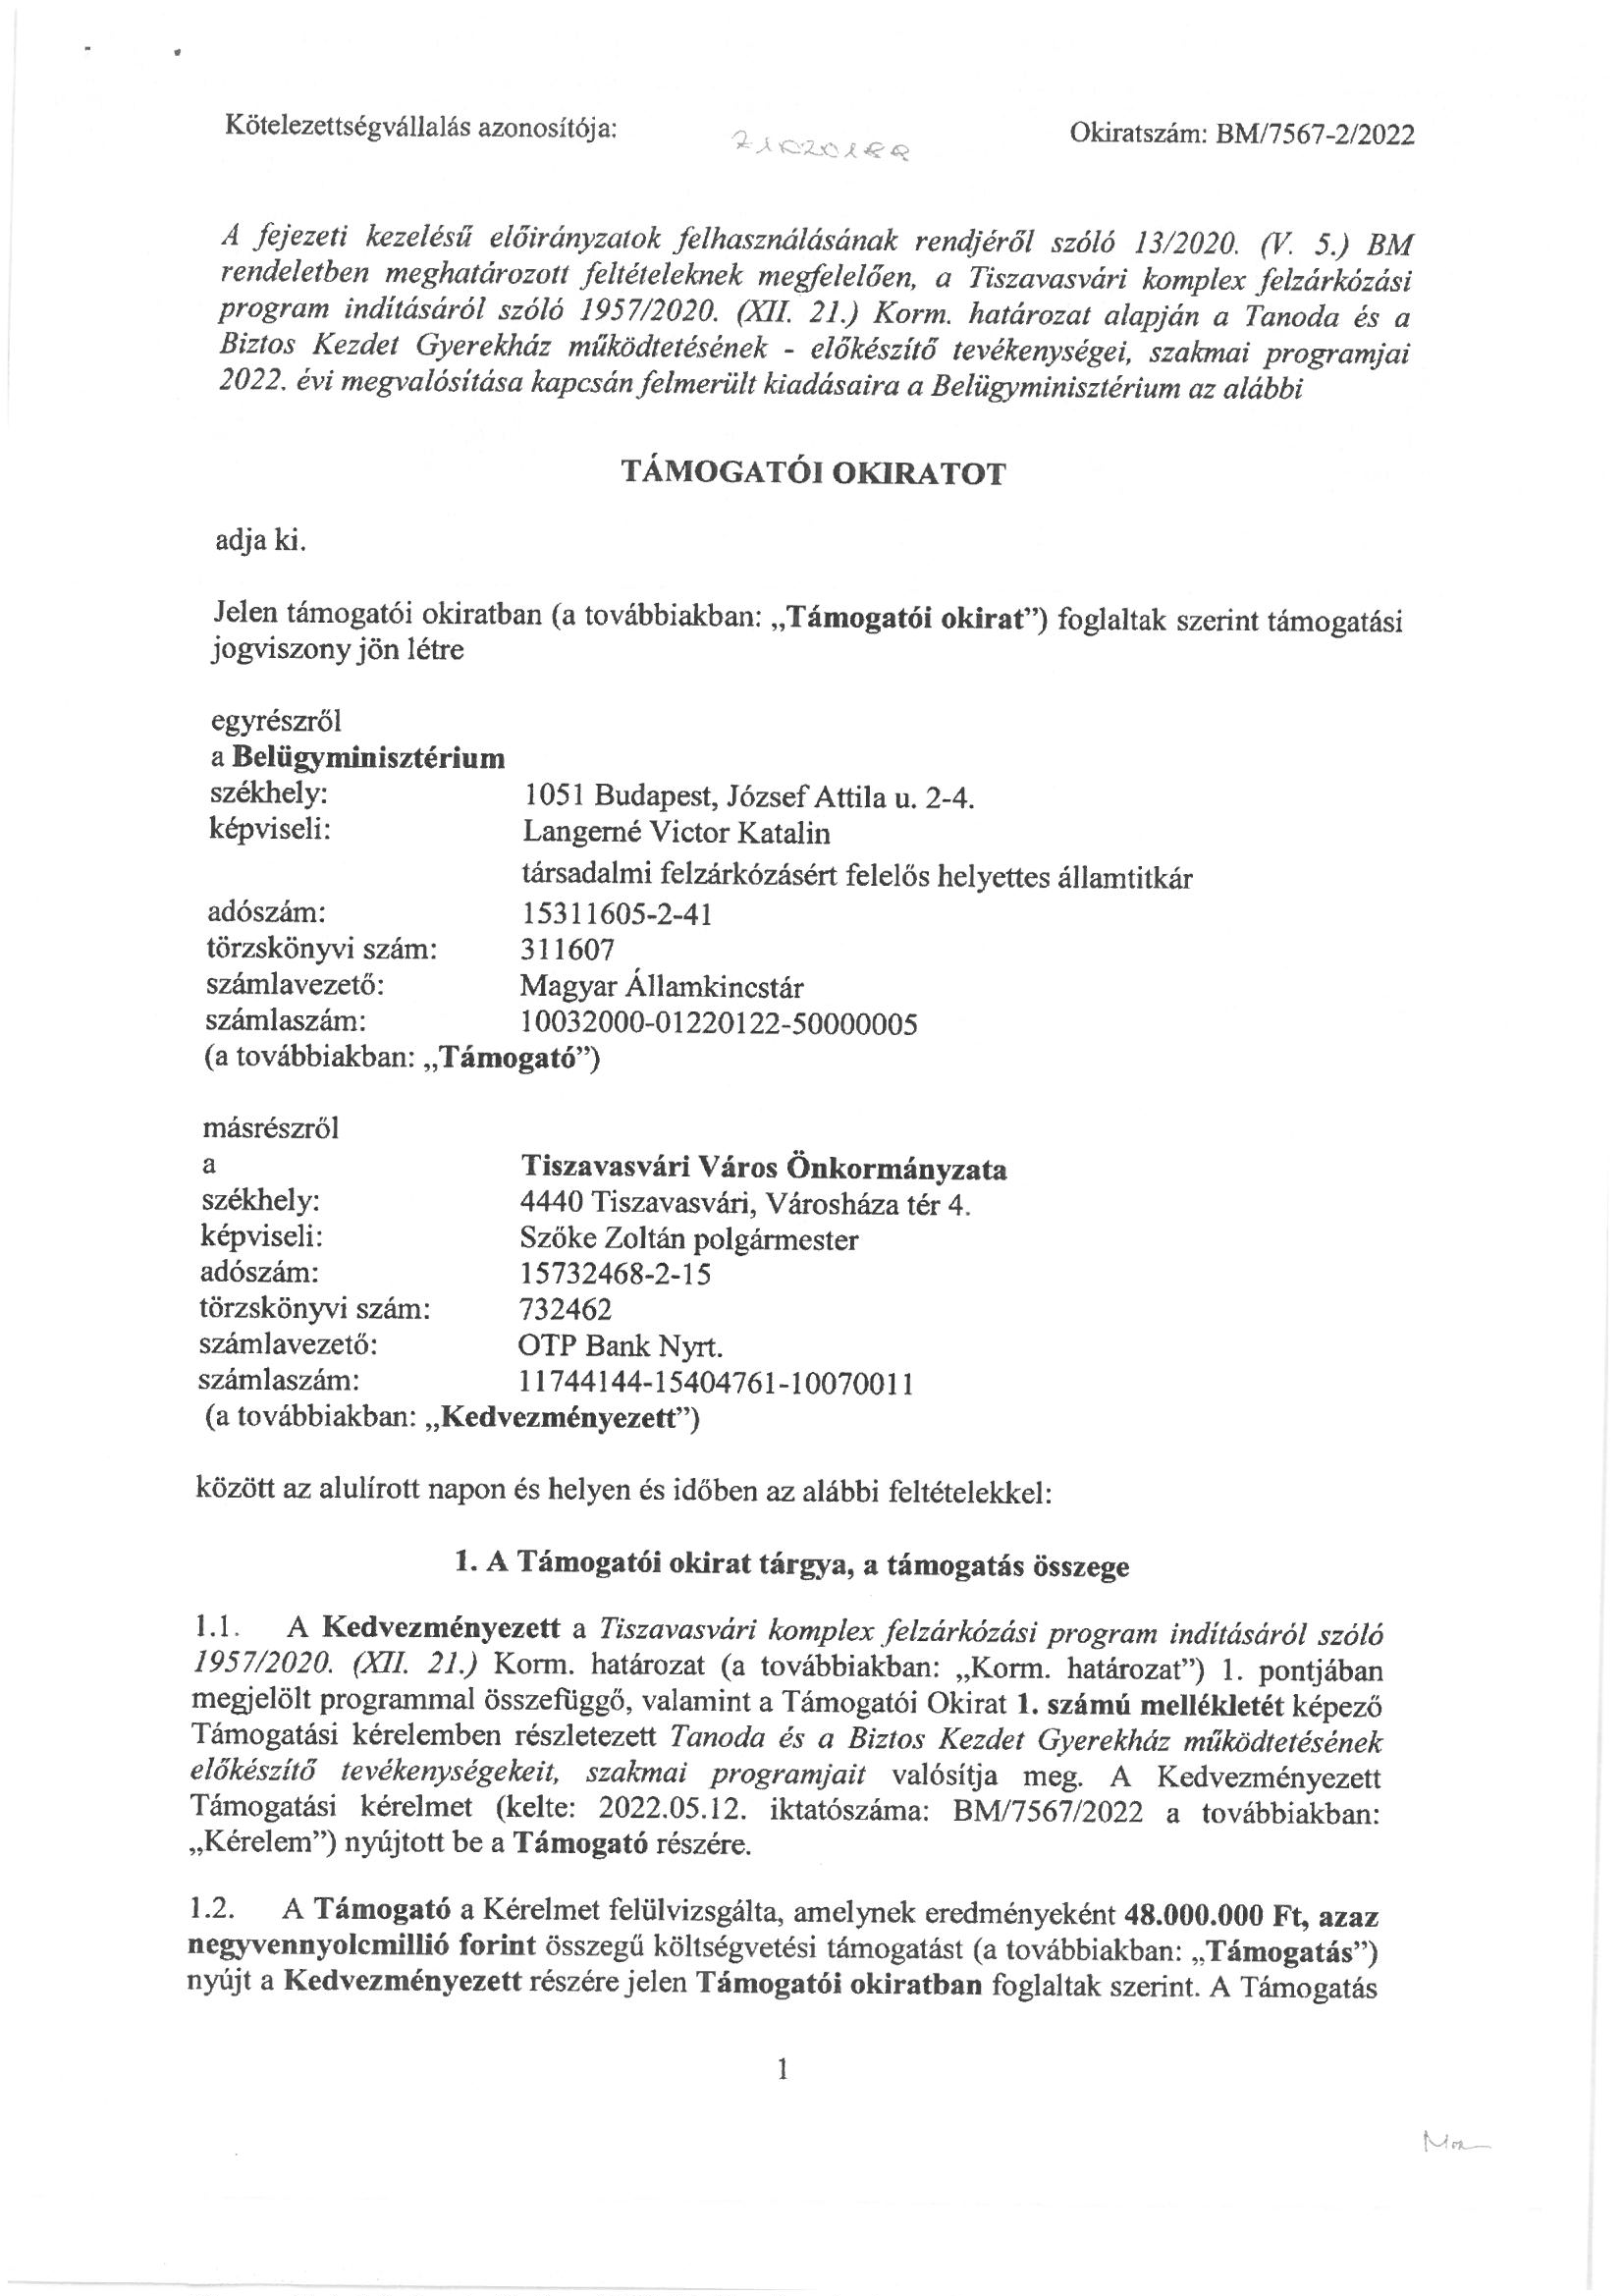 Kötelezettségvállalás azonosítója:
Okiratszám: BM/7567-2/2022
A fejezeti kezelésű előirányzatok felhasználásának rendjéről szóló 13/2020. (V. 5.) BM
rendeletben meghatározott feltételeknek megfelelően, a Tiszavasvári komplex felzárkózási
program indításáról szóló 1957/2020. (XII. 21.) Korm. határozat alapján a Tanoda és a
Biztos Kezdet Gyerekház működtetésének - előkészítő tevékenységei, szakmai programjai
2022. évi megvalósítása kapcsán felmerült kiadásaira a Belügyminisztérium az alábbi
TÁMOGATÓI OKIRATOT
adja ki.
Jelen támogatói okiratban (a továbbiakban: „Támogatói okirat”) foglaltak szerint támogatási
jogviszony jön létre
egyrészről
a Belügyminisztérium
székhely: 1051 Budapest, József Attila u. 2-4.
képviseli: Langerné Victor Katalin
társadalmi felzárkózásért felelős helyettes államtitkár
adószám: 15311605-2-41
törzskönyvi szám: 311607
számlavezető: Magyar Államkincstár
számlaszám: 10032000-01220122-50000005
(a továbbiakban: „Támogató”)
másrészről
a Tiszavasvári Város Önkormányzata
székhely: 4440 Tiszavasvári, Városháza tér 4.
képviseli: Szőke Zoltán polgármester
adószám: 15732468-2-15
törzskönyvi szám: 732462
számlavezető: OTP Bank Nyrt.
számlaszám: 11744144-15404761-10070011
(a továbbiakban: „Kedvezményezett”)
között az alulírott napon és helyen és időben az alábbi feltételekkel:
1. A Támogatói okirat tárgya, a támogatás összege
1.1. A Kedvezményezett a Tiszavasvári komplex felzárkózási program indításáról szóló
1957/2020. (XII. 21.) Korm. határozat (a továbbiakban: „Korm. határozat”) 1. pontjában
megjelölt programmal összefüggő, valamint a Támogatói Okirat 1. számú mellékletét képező
Támogatási kérelemben részletezett Tanoda és a Biztos Kezdet Gyerekház működtetésének
előkészítő tevékenységekeit, szakmai programjait valósítja meg. A Kedvezményezett
Támogatási kérelmet (kelte: 2022.05.12. iktatószáma: BM/7567/2022 a továbbiakban:
„Kérelem”) nyújtott be a Támogató részére.
1.2. A Támogató a Kérelmet felülvizsgálta, amelynek eredményeként 48.000.000 Ft, azaz
negyvennyolcmillió forint összegű költségvetési támogatást (a továbbiakban: „Támogatás”)
nyújt a Kedvezményezett részére jelen Támogatói okiratban foglaltak szerint. A Támogatás
1